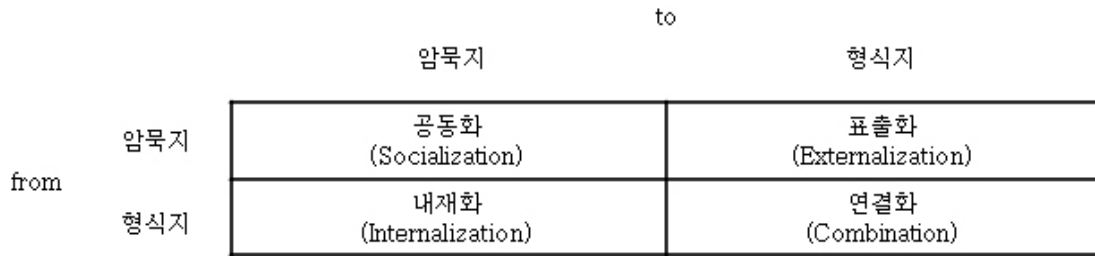 to
암묵지 형식지
암묵지 공동화 표출화
(Socialization) (Externalization)
from
형식지 내재화 연결화
(Internalization) (Combination)